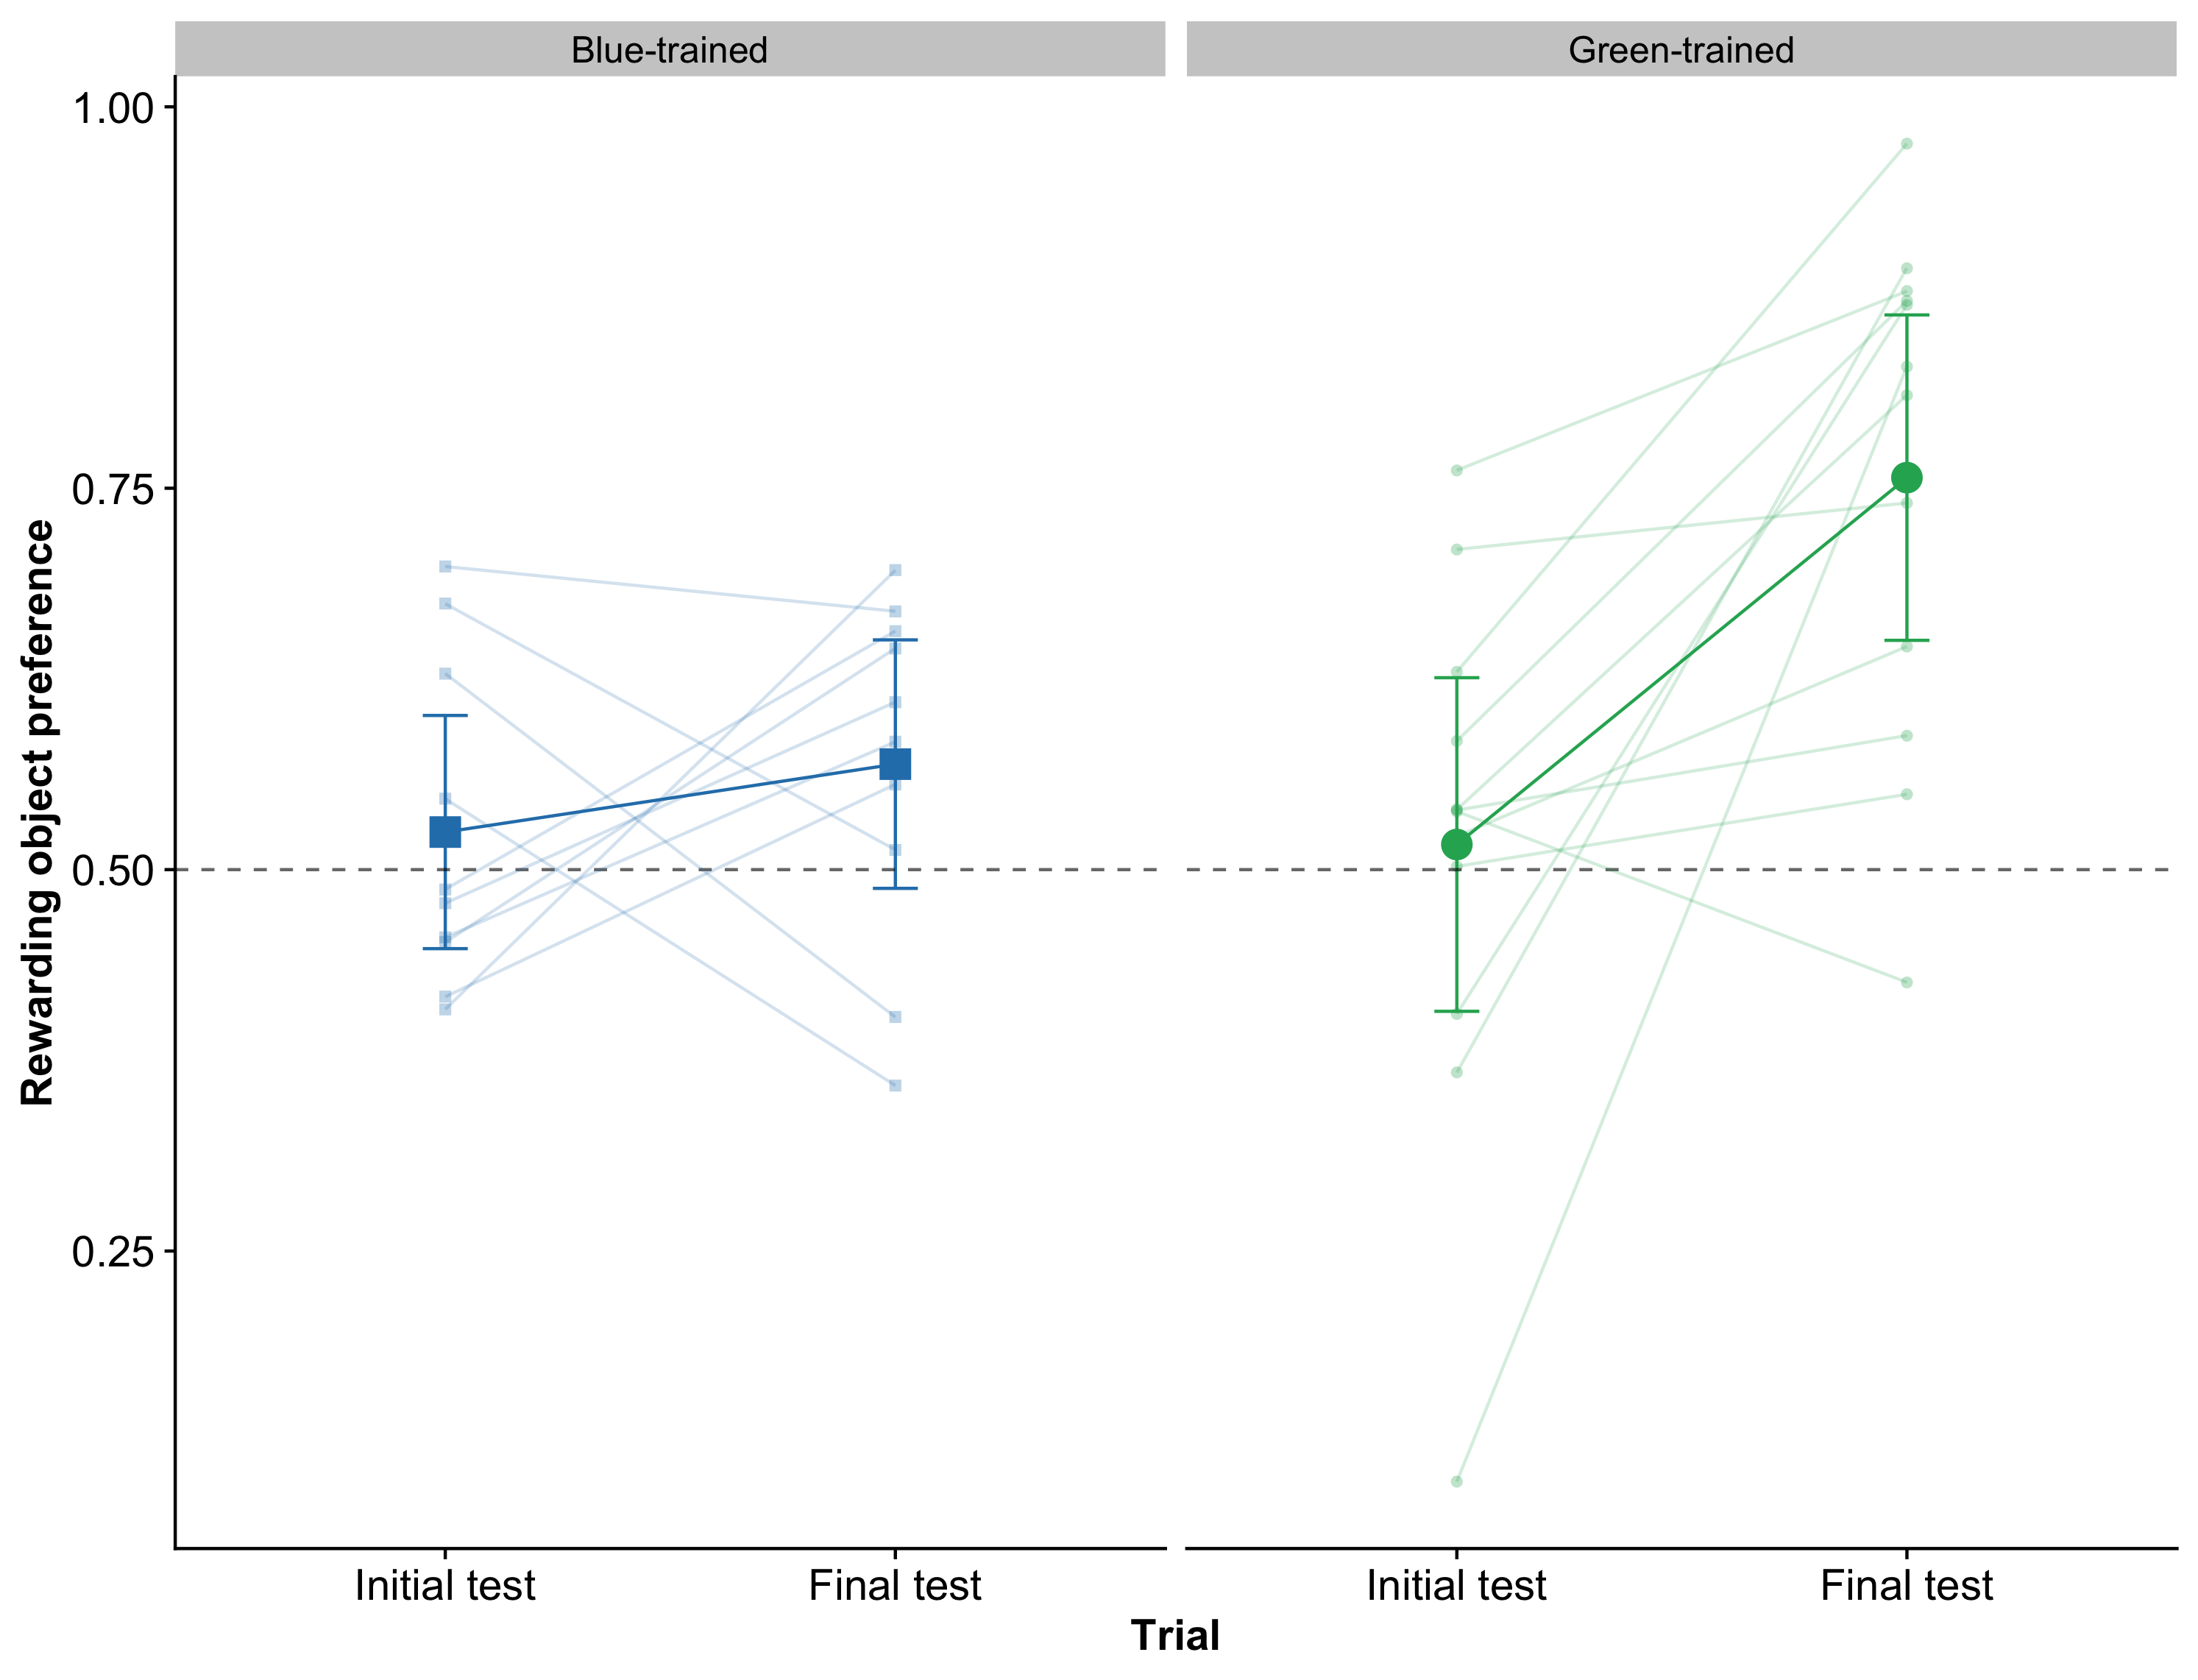 Blue-trained
Green-trained
1.00
0.75
0.50
0.25
Rewarding object preference
Initial test
Final test
Initial test
Final test
Trial